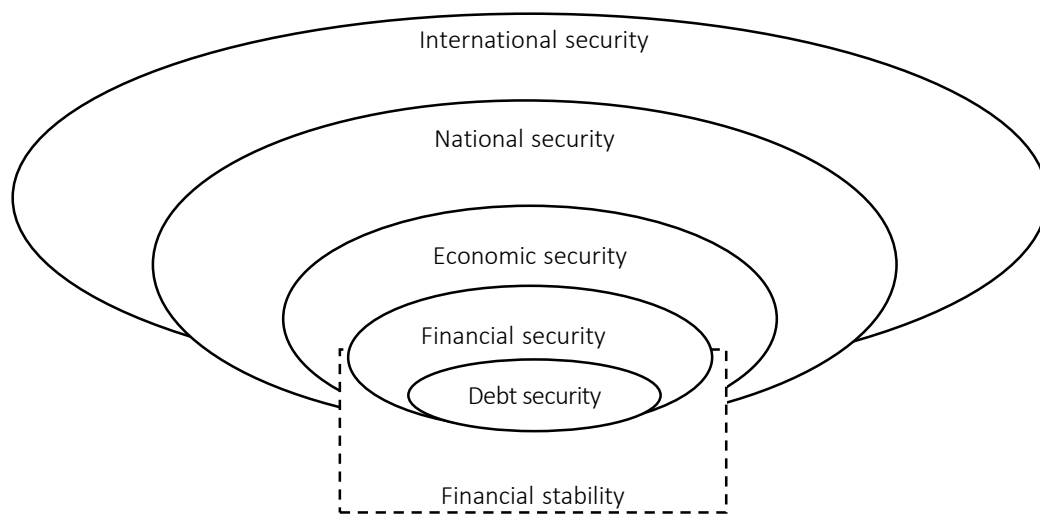 International security
National security
Economic security
Financial security
Debt security
Financial stability